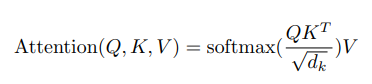 Attention(Q, K, V) = softmax(QK^T / √d_k)V